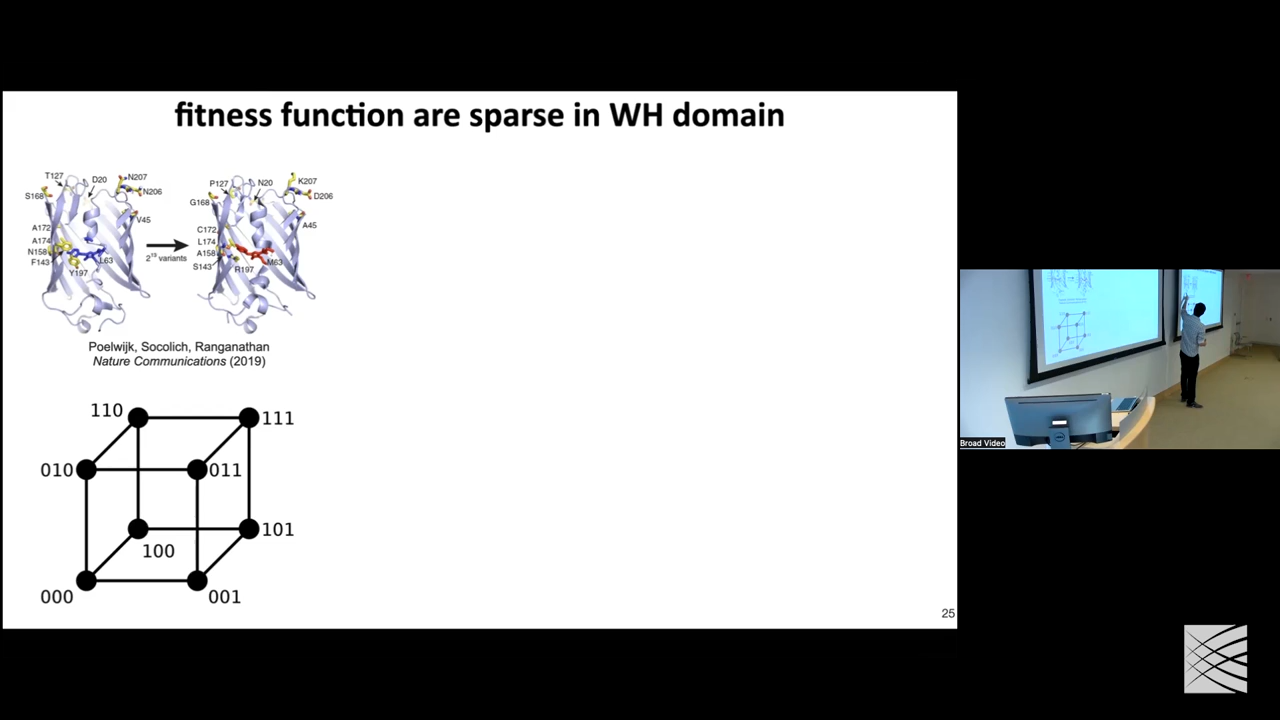 fitness function are sparse in WH domain
T127
D20
N207
N206
S168
V45
A172
A174
N158
F143
L63
Y197
2¹³ variants
P127
N20
K207
D206
G168
A45
C172
L174
A158
S143
R197
M63
Poelwijk, Socolich, Ranganathan
Nature Communications (2019)
110
111
010
011
101
100
000
001
25
Broad Video